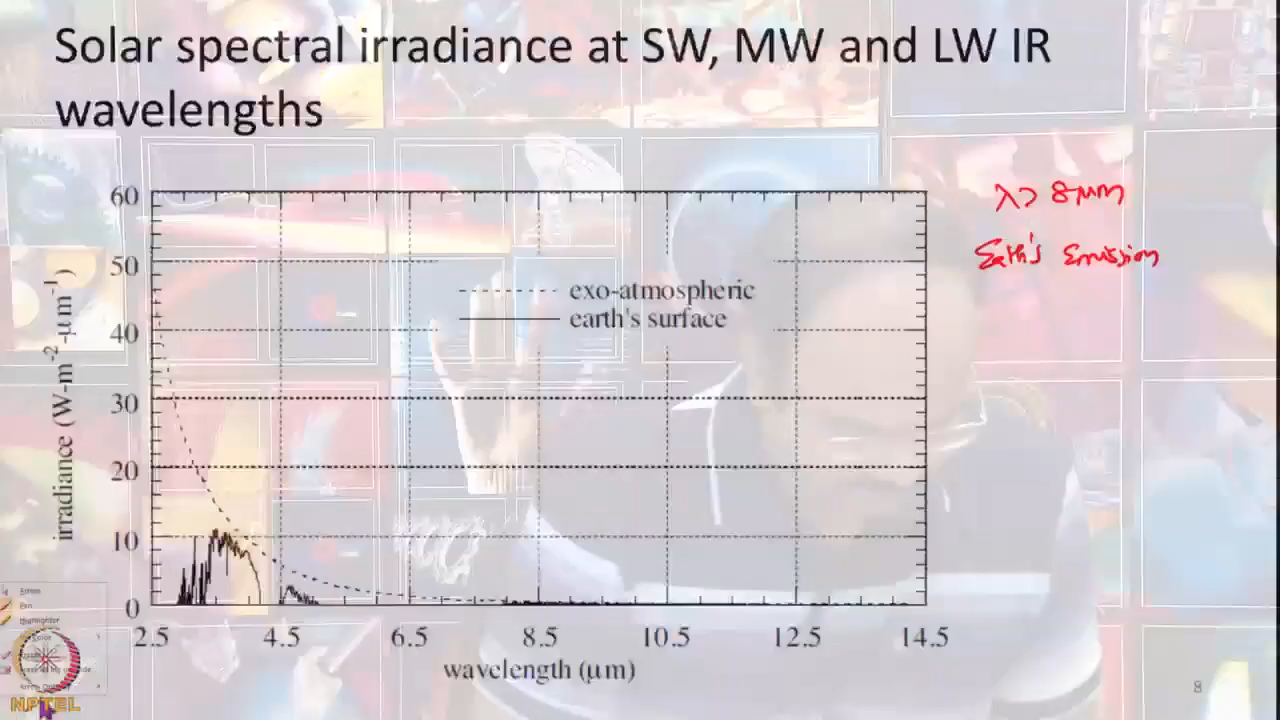 Solar spectral irradiance at SW, MW and LW IR
wavelengths
λ> 8μm
Earth's Emission
60
50
40
30
20
10
0
irradiance (W-m-2-μm-1)
exo-atmospheric
earth's surface
2.5 4.5 6.5 8.5 10.5 12.5 14.5
wavelength (μm)
Pen
NPTEL
8